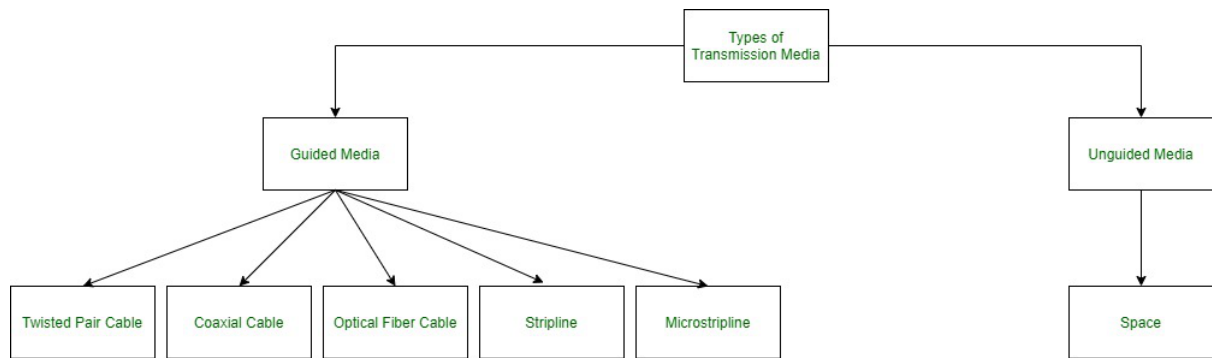 Types of
Transmission Media
Guided Media
Unguided Media
Twisted Pair Cable
Coaxial Cable
Optical Fiber Cable
Stripline
Microstripline
Space